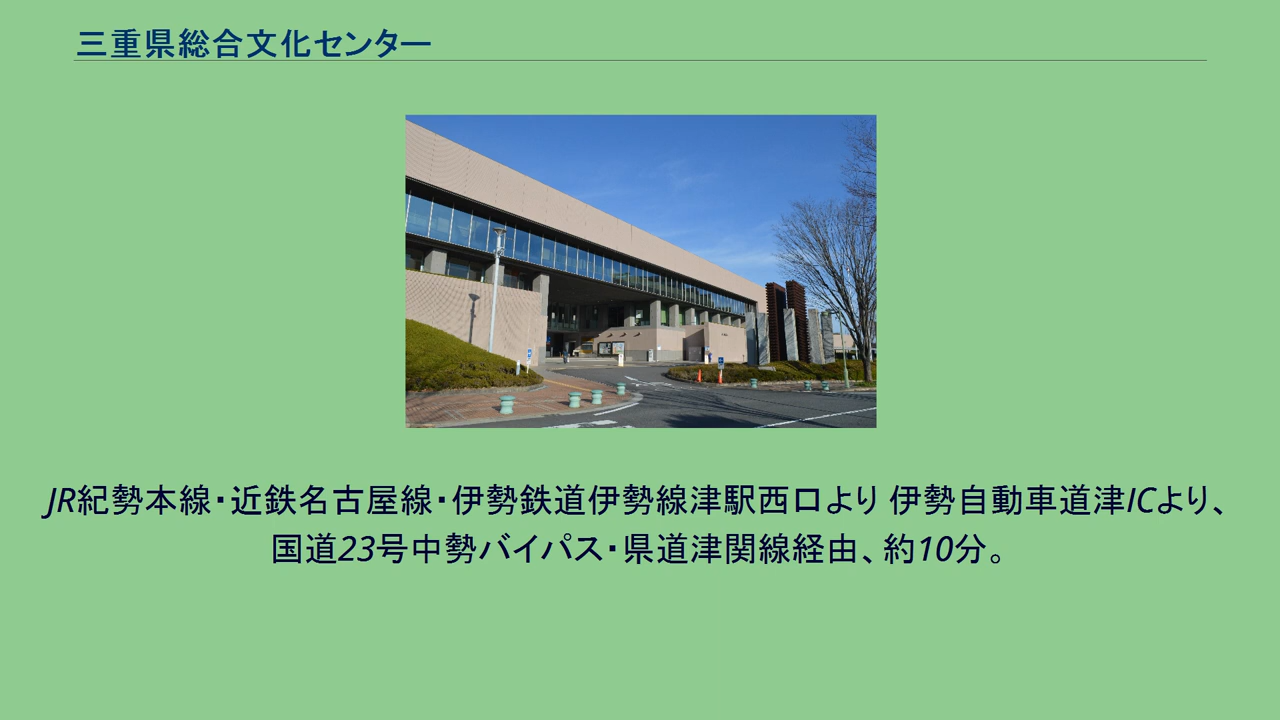 三重県総合文化センター
JR紀勢本線・近鉄名古屋線・伊勢鉄道伊勢線津駅西口より 伊勢自動車道津ICより、
国道23号中勢バイパス・県道津関線経由、約10分。